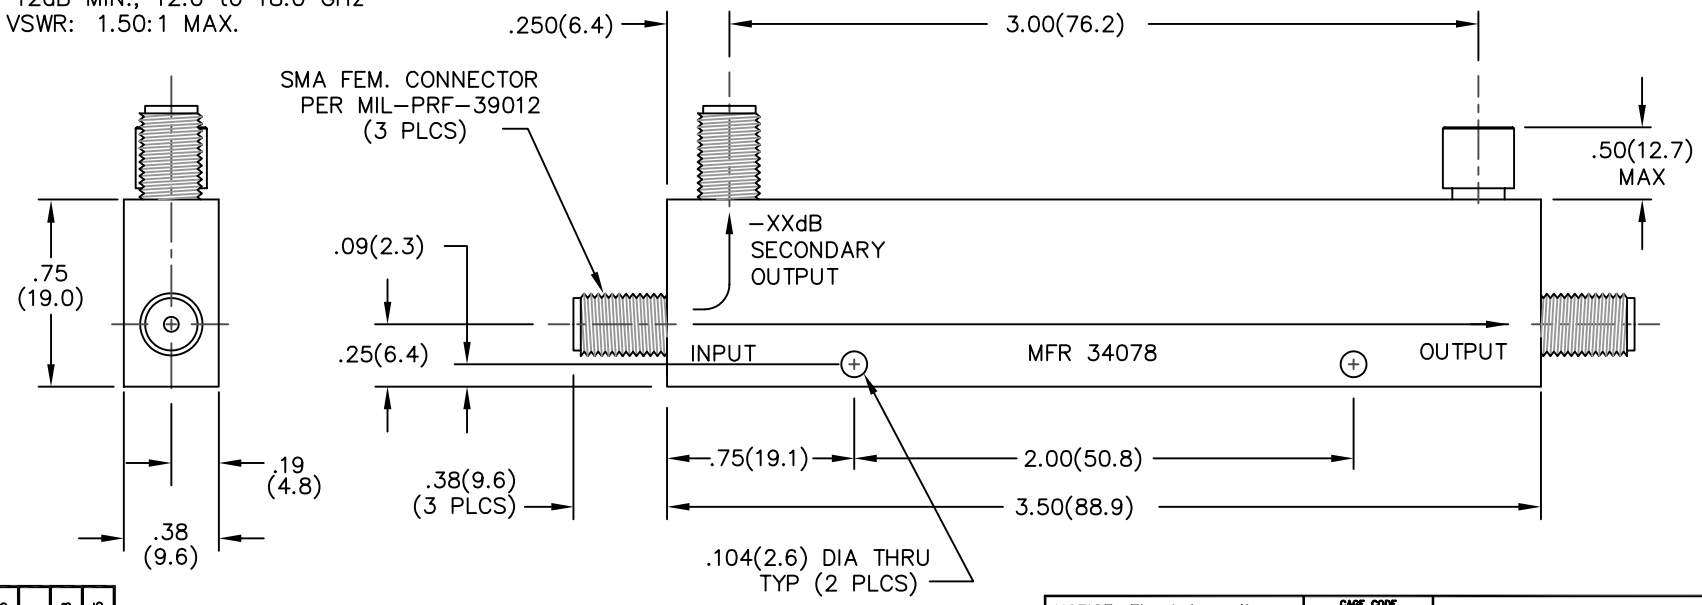 VSWR: 1.50:1 MAX.
.250(6.4)
3.00(76.2)
SMA FEM. CONNECTOR
PER MIL-PRF-39012
(3 PLCS)
.50(12.7)
MAX
-XXdB
SECONDARY
OUTPUT
.09(2.3)
.75
(19.0)
.25(6.4)
INPUT
MFR 34078
OUTPUT
.19
(4.8)
.38(9.6)
(3 PLCS)
.75(19.1)
2.00(50.8)
3.50(88.9)
.38
(9.6)
.104(2.6) DIA THRU
TYP (2 PLCS)
CAGE CODE